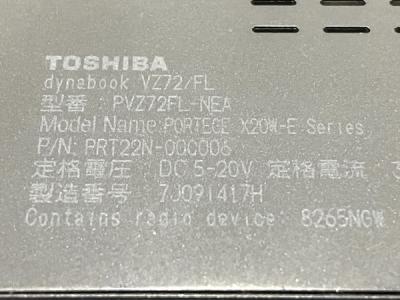 TOSHIBA
dynabook VZ72/FL
型番 : PVZ72FL-NEA
Model Name:PORTEGE X20W-E Series
P/N: PRT22N-000006
定格電圧 : DC 5-20V 定格電流
製造番号 : 7J091417H
Contains radio device: 8265NGW